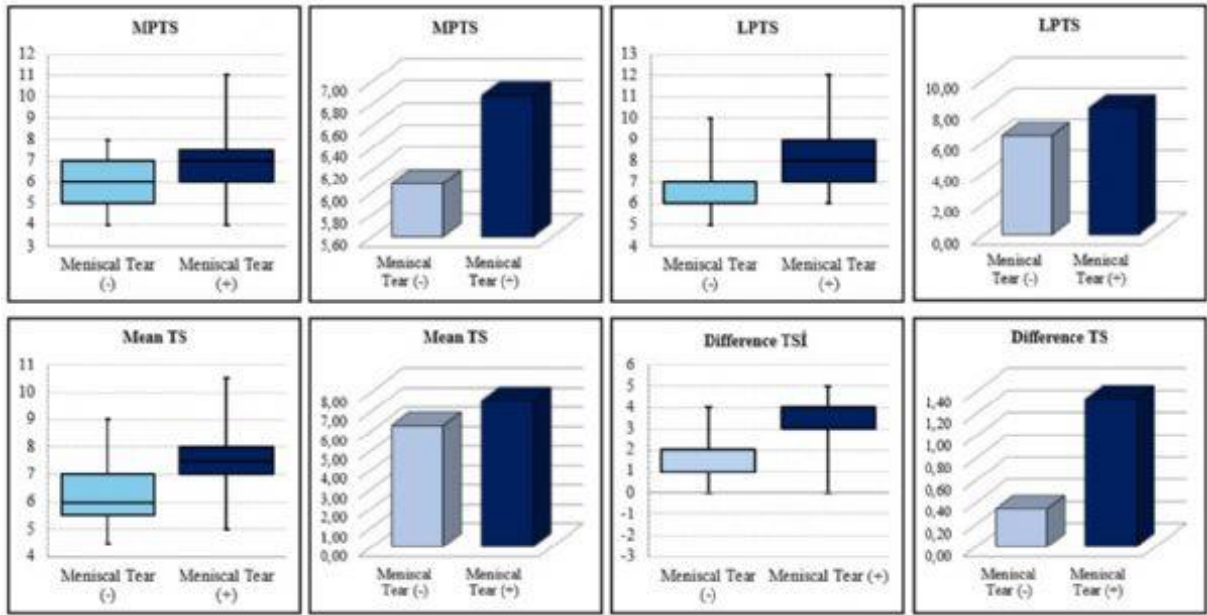 MPTS
12
11
10
9
8
7
6
5
4
3
Meniscal Tear
(-)
Meniscal Tear
(+)
MPTS
7,00
6,80
6,60
6,40
6,20
6,00
5,80
5,60
Meniscal
Tear (-)
Meniscal
Tear (+)
LPTS
13
12
11
10
9
8
7
6
5
4
Meniscal Tear
(-)
Meniscal Tear
(+)
LPTS
10,00
8,00
6,00
4,00
2,00
0,00
Meniscal
Tear (-)
Meniscal
Tear (+)
Mean TS
11
10
9
8
7
6
5
4
Meniscal Tear
(-)
Meniscal Tear
(+)
Mean TS
8,00
7,00
6,00
5,00
4,00
3,00
2,00
1,00
0,00
Meniscal
Tear (-)
Meniscal
Tear (+)
Difference TSİ
6
5
4
3
2
1
0
-1
-2
-3
Meniscal Tear
(-)
Meniscal Tear (+)
Difference TS
1,40
1,20
1,00
0,80
0,60
0,40
0,20
0,00
Meniscal
Tear (-)
Meniscal
Tear (+)